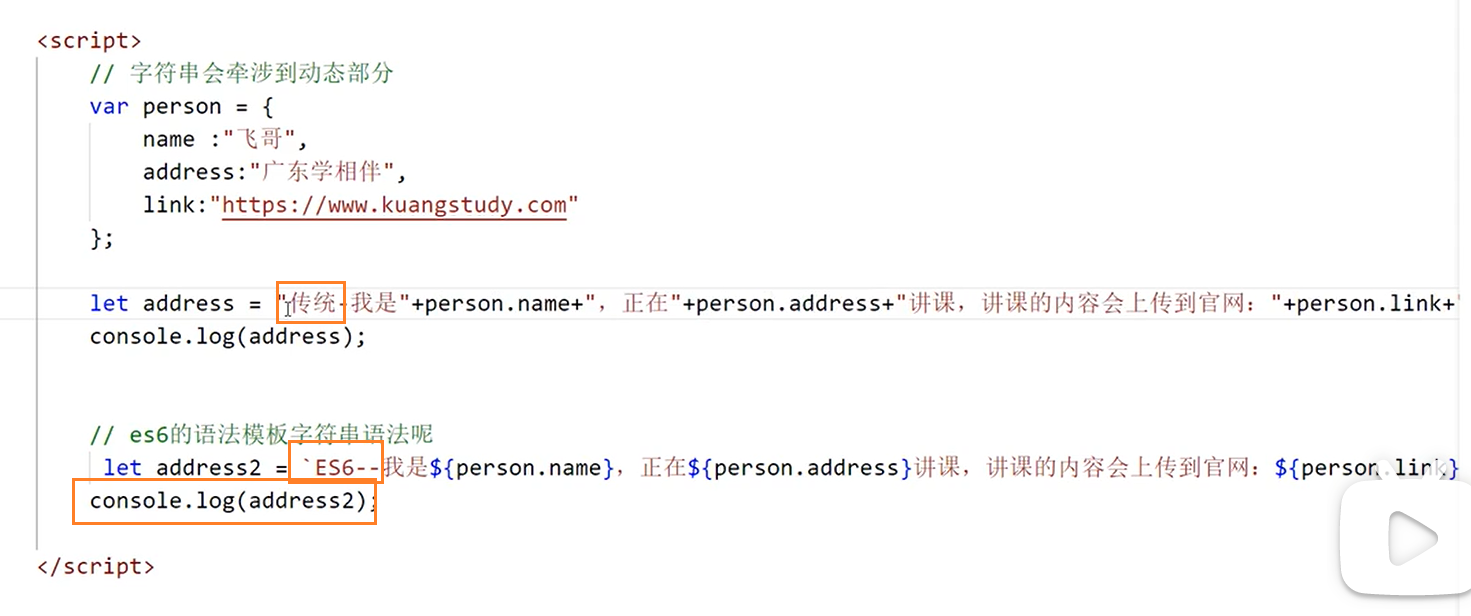 <script>
// 字符串会牵涉到动态部分
var person = {
name :"飞哥",
address:"广东学相伴",
link:"https://www.kuangstudy.com"
};
let address = "传统-我是"+person.name+", 正在"+person.address+"讲课, 讲课的内容会上传到官网: "+person.link+"
console.log(address);
// es6的语法模板字符串语法呢
let address2 = `ES6--我是${person.name}, 正在${person.address}讲课, 讲课的内容会上传到官网: ${person.link}
console.log(address2);
</script>